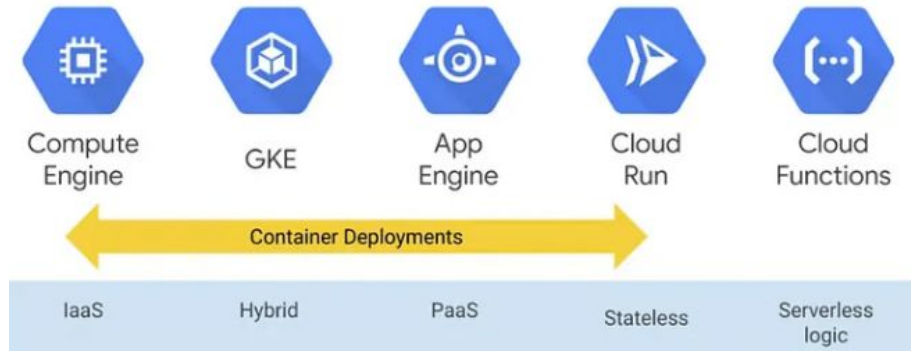 Compute
Engine
GKE
App
Engine
Cloud
Run
Cloud
Functions
Container Deployments
IaaS
Hybrid
PaaS
Stateless
Serverless
logic